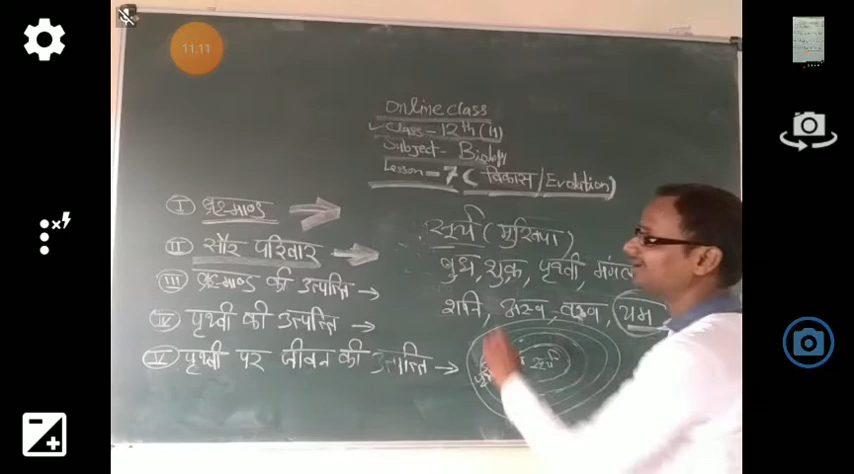 11:11
Online class
Class - 12th (H)
Subject - Biology
Lesson - 7 ( विकास / Evolution)
I ब्रह्माण्ड →
II सौर परिवार →
III ब्रह्माण्ड की उत्पत्ति →
IV पृथ्वी की उत्पत्ति →
V पृथ्वी पर जीवन की उत्पत्ति →
सूर्य (मुखिया)
बुध, शुक्र, पृथ्वी, मंगल
शनि, अरुण, वरुण, यम
सूर्य